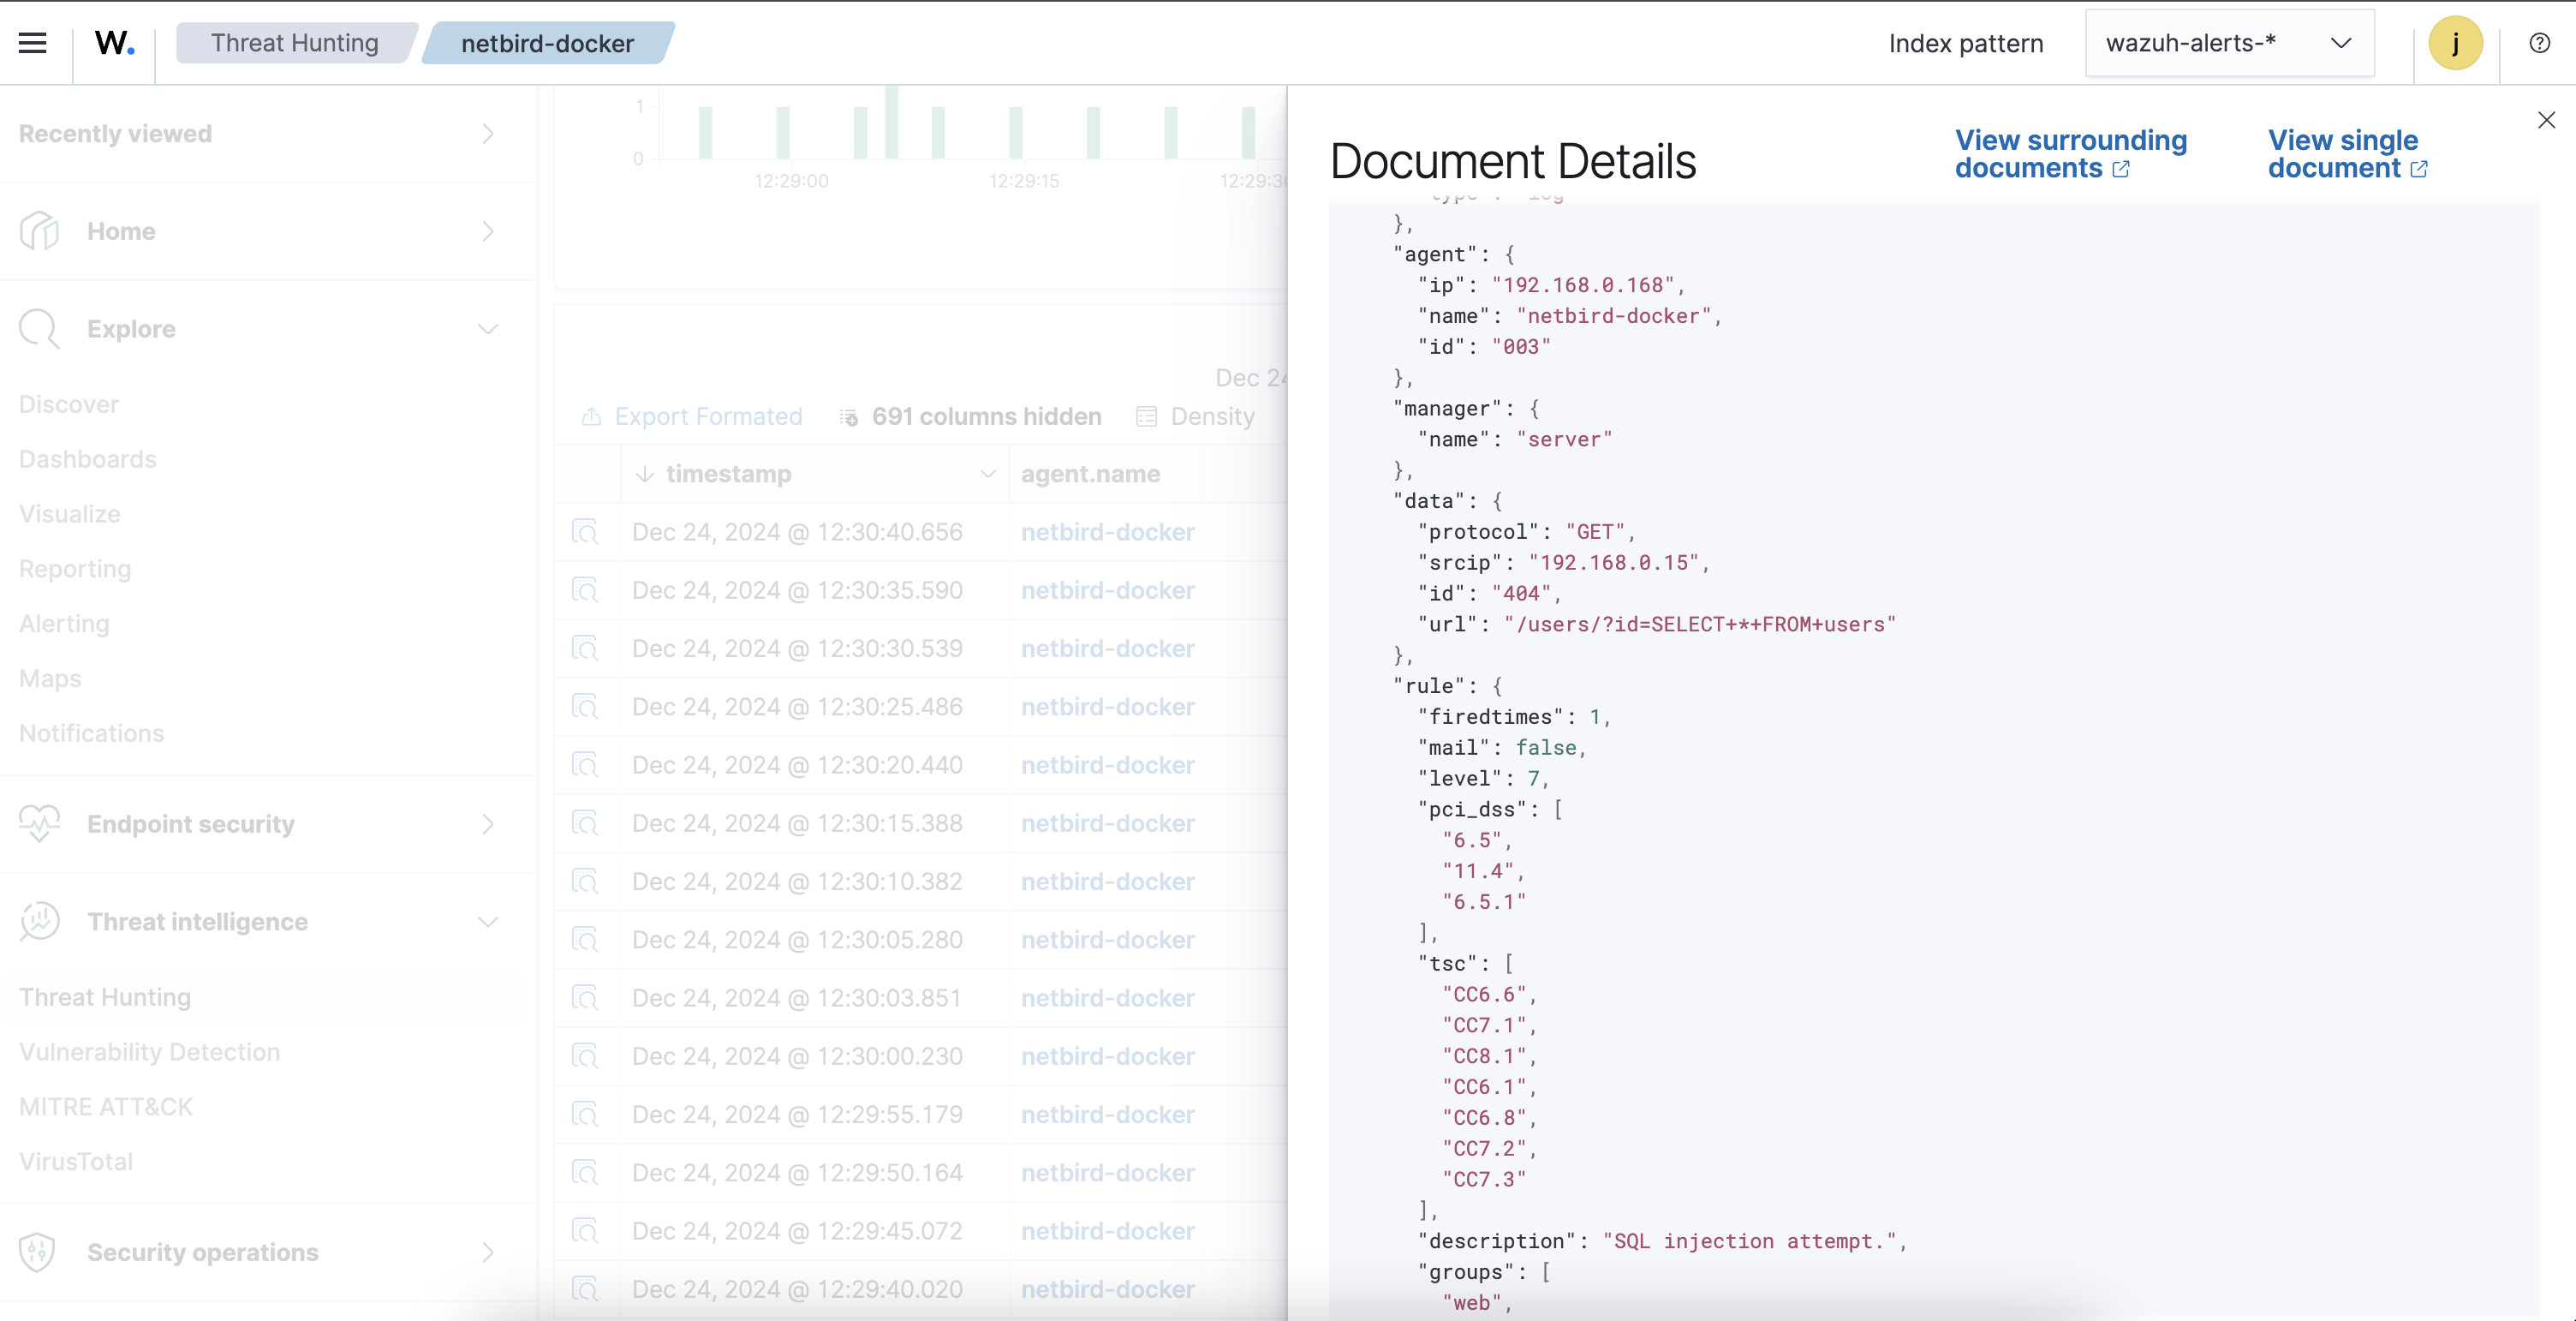 W.
Threat Hunting
netbird-docker
Index pattern
wazuh-alerts-*
j
Recently viewed
Home
Explore
Discover
Dashboards
Visualize
Reporting
Alerting
Maps
Notifications
Endpoint security
Threat intelligence
Threat Hunting
Vulnerability Detection
MITRE ATT&CK
VirusTotal
Security operations
1
0
12:29:00
12:29:15
12:29:3
Dec 24
Export Formated
691 columns hidden
Density
timestamp
agent.name
Dec 24, 2024 @ 12:30:40.656 netbird-docker
Dec 24, 2024 @ 12:30:35.590 netbird-docker
Dec 24, 2024 @ 12:30:30.539 netbird-docker
Dec 24, 2024 @ 12:30:25.486 netbird-docker
Dec 24, 2024 @ 12:30:20.440 netbird-docker
Dec 24, 2024 @ 12:30:15.388 netbird-docker
Dec 24, 2024 @ 12:30:10.382 netbird-docker
Dec 24, 2024 @ 12:30:05.280 netbird-docker
Dec 24, 2024 @ 12:30:03.851 netbird-docker
Dec 24, 2024 @ 12:30:00.230 netbird-docker
Dec 24, 2024 @ 12:29:55.179 netbird-docker
Dec 24, 2024 @ 12:29:50.164 netbird-docker
Dec 24, 2024 @ 12:29:45.072 netbird-docker
Dec 24, 2024 @ 12:29:40.020 netbird-docker
Document Details
View surrounding
documents
View single
document
},
"agent": {
"ip": "192.168.0.168",
"name": "netbird-docker",
"id": "003"
},
"manager": {
"name": "server"
},
"data": {
"protocol": "GET",
"srcip": "192.168.0.15",
"id": "404",
"url": "/users/?id=SELECT+*+FROM+users"
},
"rule": {
"firedtimes": 1,
"mail": false,
"level": 7,
"pci_dss": [
"6.5",
"11.4",
"6.5.1"
],
"tsc": [
"CC6.6",
"CC7.1",
"CC8.1",
"CC6.1",
"CC6.8",
"CC7.2",
"CC7.3"
],
"description": "SQL injection attempt.",
"groups": [
"web",